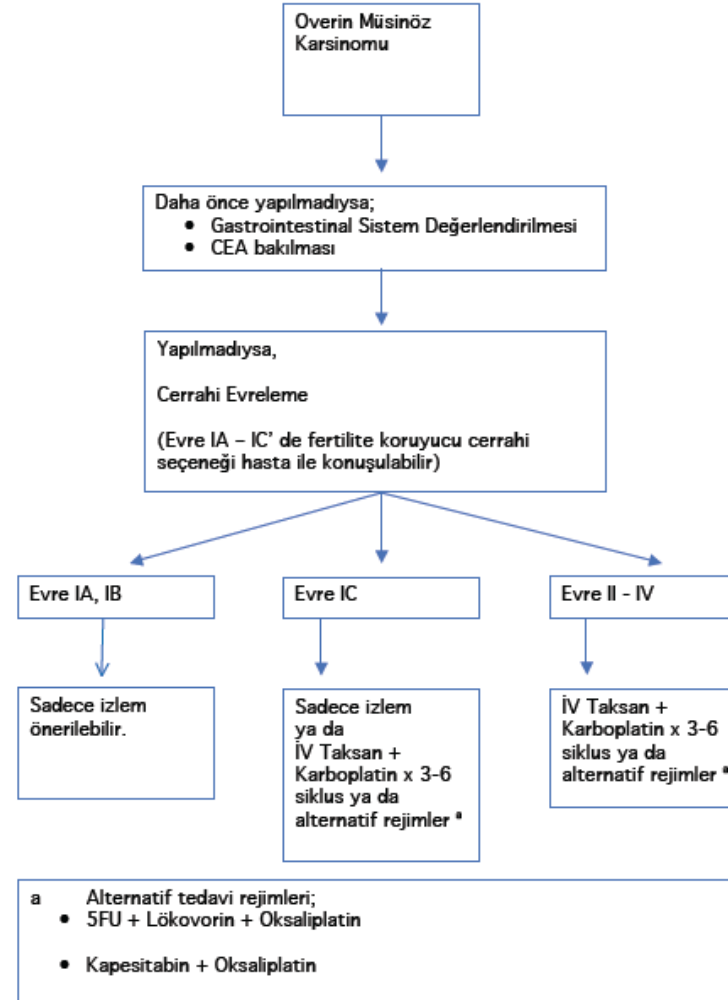 Overin Müsinöz
Karsinomu
Daha önce yapılmadıysa;
• Gastrointestinal Sistem Değerlendirilmesi
• CEA bakılması
Yapılmadıysa,
Cerrahi Evreleme
(Evre IA – IC' de fertilite koruyucu cerrahi
seçeneği hasta ile konuşulabilir)
Evre IA, IB
Evre IC
Evre II - IV
Sadece izlem
önerilebilir.
Sadece izlem
ya da
İV Taksan +
Karboplatin x 3-6
siklus ya da
alternatif rejimler ª
İV Taksan +
Karboplatin x 3-6
siklus ya da
alternatif rejimler ª
a Alternatif tedavi rejimleri;
• 5FU + Lökovorin + Oksaliplatin
• Kapesitabin + Oksaliplatin